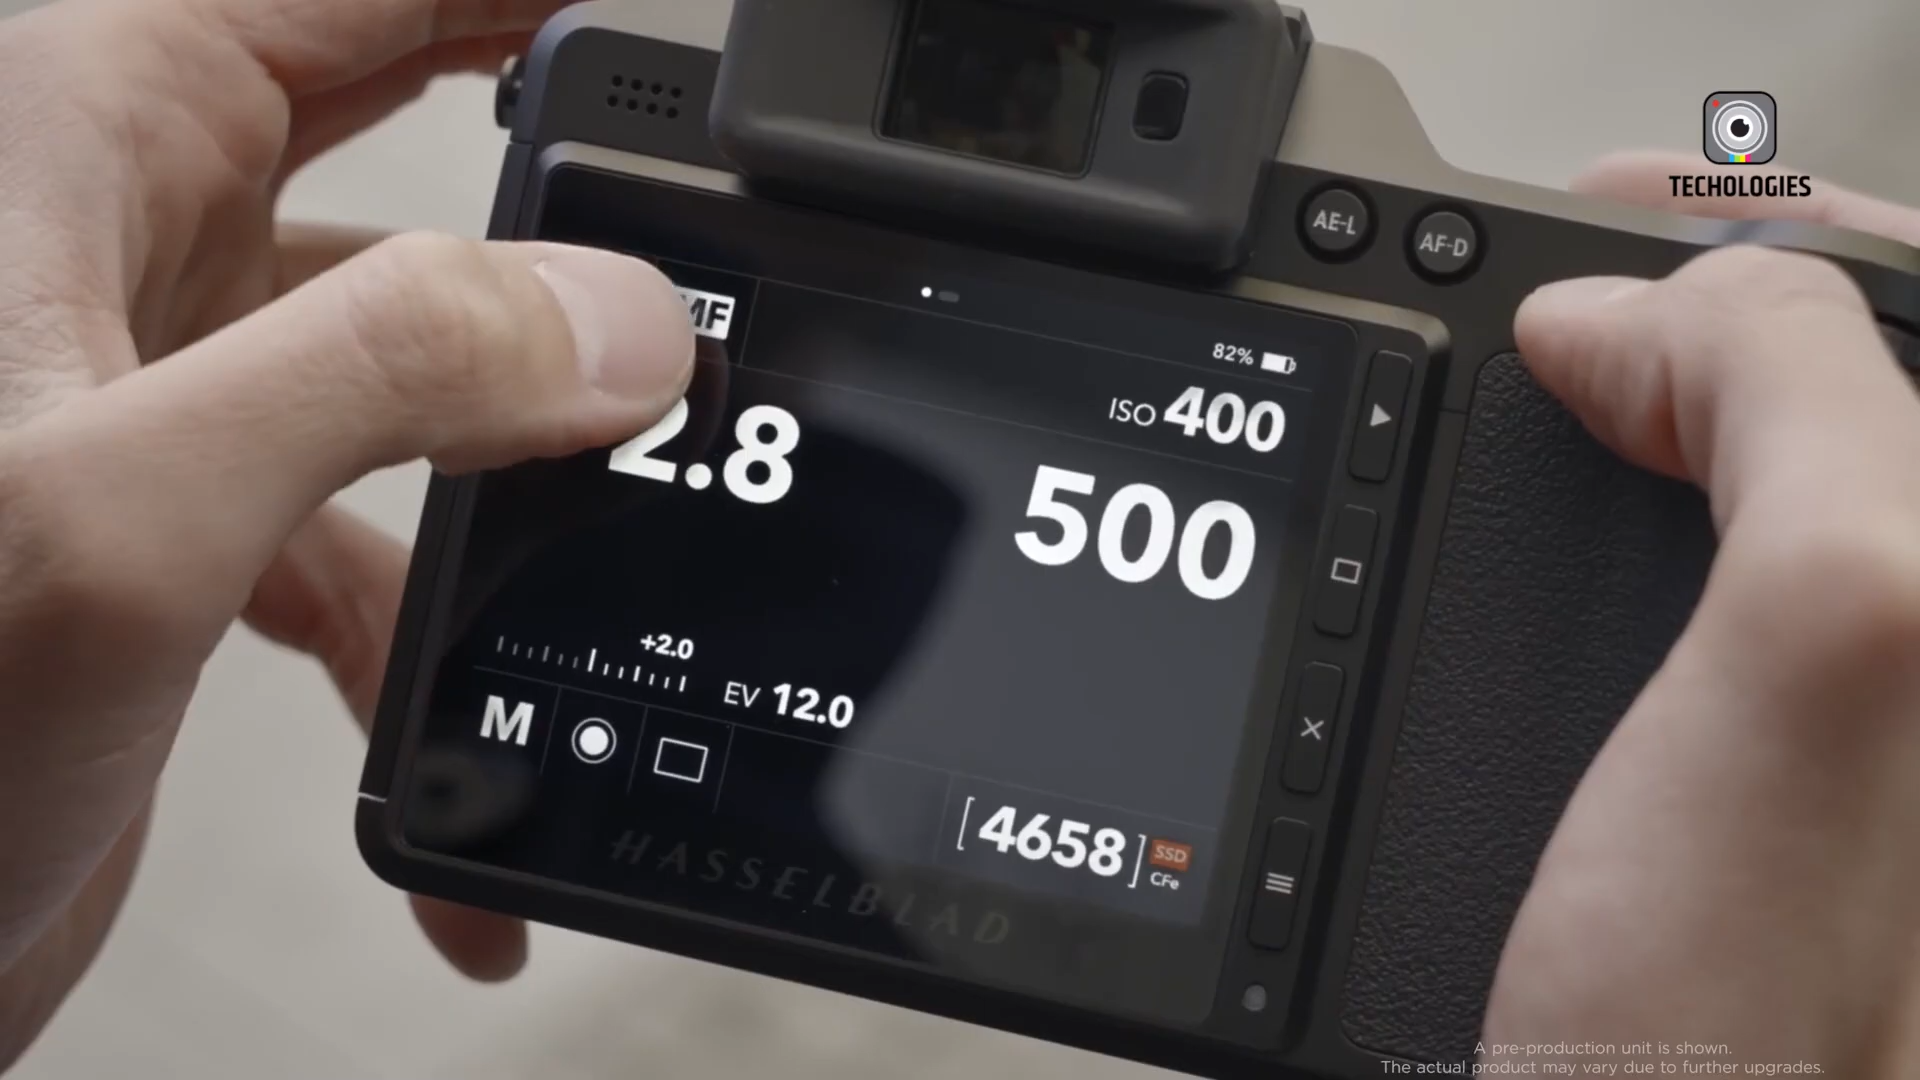 TECHOLOGIES
AE-L
AF-D
MF
82%
ISO 400
2.8
500
+2.0
EV 12.0
M
[4658] SSD
CFe
HASSELBLAD
A pre-production unit is shown.
The actual product may vary due to further upgrades.